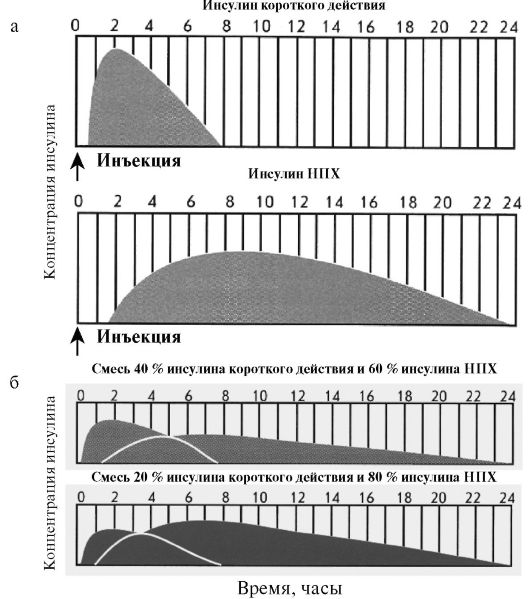 Инсулин короткого действия
а
0 2 4 6 8 10 12 14 16 18 20 22 24
Инъекция
Инсулин НПХ
0 2 4 6 8 10 12 14 16 18 20 22 24
Инъекция
Концентрация инсулина
б
Смесь 40 % инсулина короткого действия и 60 % инсулина НПХ
0 2 4 6 8 10 12 14 16 18 20 22 24
Смесь 20 % инсулина короткого действия и 80 % инсулина НПХ
0 2 4 6 8 10 12 14 16 18 20 22 24
Концентрация инсулина
Время, часы